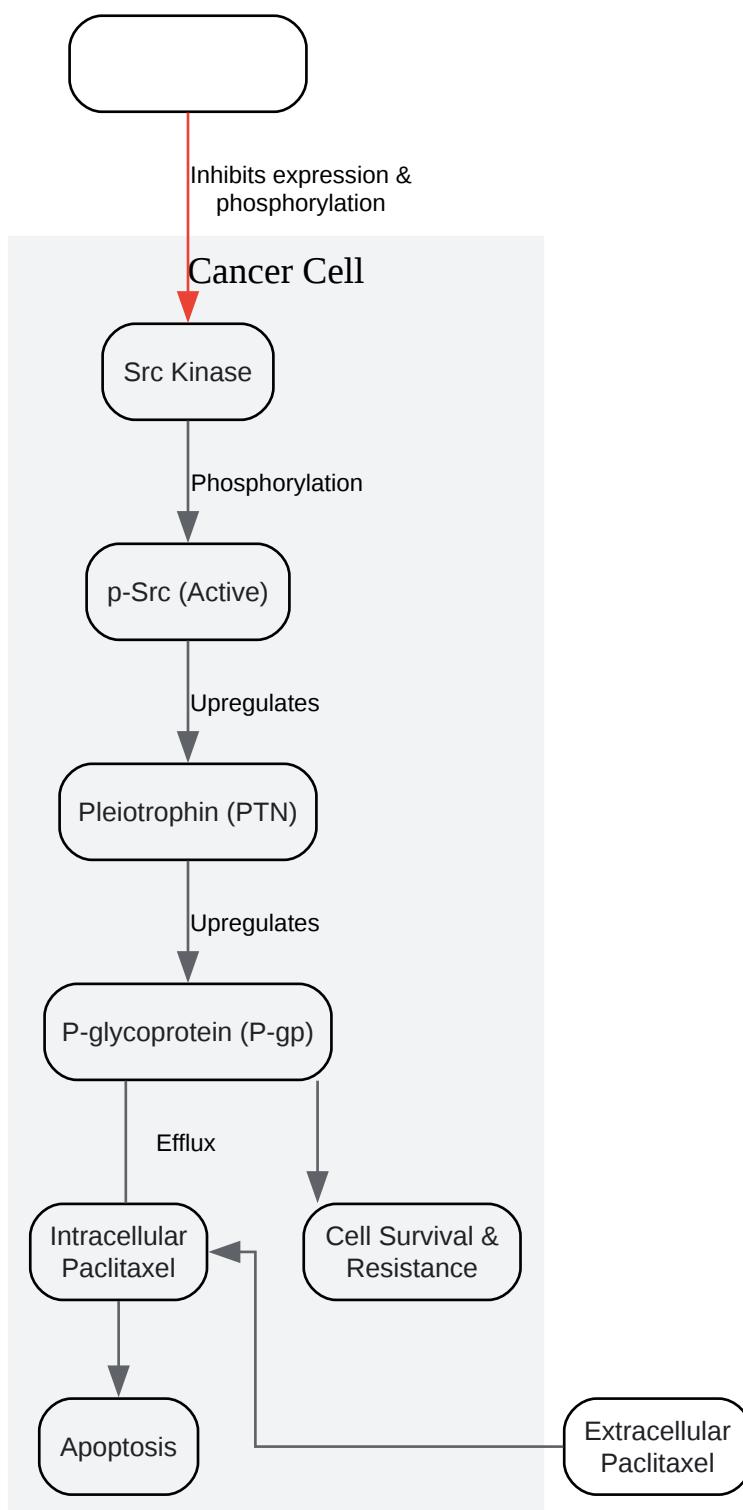 Inhibits expression &
phosphorylation
Cancer Cell
Src Kinase
Phosphorylation
p-Src (Active)
Upregulates
Pleiotrophin (PTN)
Upregulates
P-glycoprotein (P-gp)
Efflux
Intracellular
Paclitaxel
Cell Survival &
Resistance
Apoptosis
Extracellular
Paclitaxel